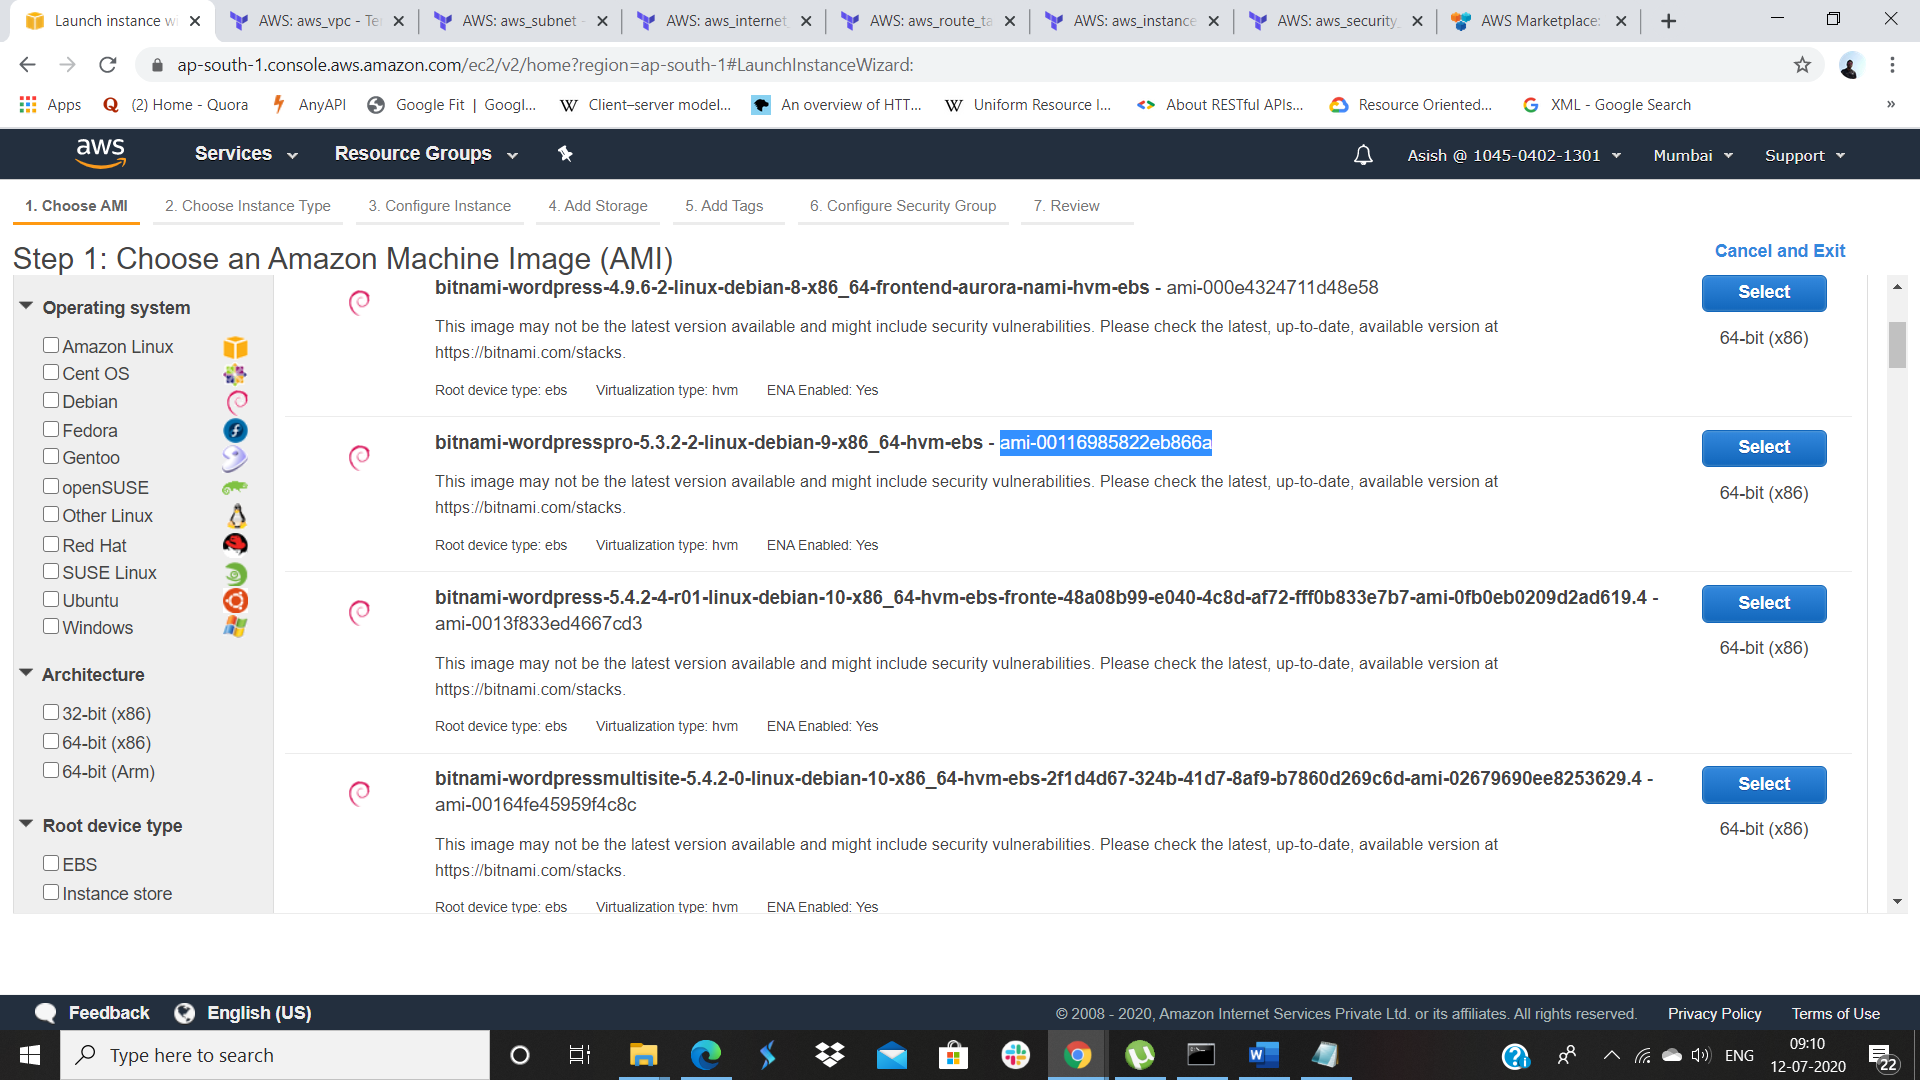 Launch instance wi
AWS: aws_vpc - Te
AWS: aws_subnet -
AWS: aws_internet_
AWS: aws_route_ta
AWS: aws_instance
AWS: aws_security_
AWS Marketplace:
ap-south-1.console.aws.amazon.com/ec2/v2/home?region=ap-south-1#LaunchInstanceWizard:
Apps
(2) Home - Quora
AnyAPI
Google Fit | Googl...
Client–server model...
An overview of HTT...
Uniform Resource I...
About RESTful APIs...
Resource Oriented...
XML - Google Search
»
aws
Services
Resource Groups
Asish @ 1045-0402-1301
Mumbai
Support
1. Choose AMI
2. Choose Instance Type
3. Configure Instance
4. Add Storage
5. Add Tags
6. Configure Security Group
7. Review
Step 1: Choose an Amazon Machine Image (AMI)
Cancel and Exit
Operating system
Amazon Linux
Cent OS
Debian
Fedora
Gentoo
openSUSE
Other Linux
Red Hat
SUSE Linux
Ubuntu
Windows
Architecture
32-bit (x86)
64-bit (x86)
64-bit (Arm)
Root device type
EBS
Instance store
bitnami-wordpress-4.9.6-2-linux-debian-8-x86_64-frontend-aurora-nami-hvm-ebs - ami-000e4324711d48e58
This image may not be the latest version available and might include security vulnerabilities. Please check the latest, up-to-date, available version at
https://bitnami.com/stacks.
Root device type: ebs Virtualization type: hvm ENA Enabled: Yes
Select
64-bit (x86)
bitnami-wordpresspro-5.3.2-2-linux-debian-9-x86_64-hvm-ebs - ami-00116985822eb866a
This image may not be the latest version available and might include security vulnerabilities. Please check the latest, up-to-date, available version at
https://bitnami.com/stacks.
Root device type: ebs Virtualization type: hvm ENA Enabled: Yes
Select
64-bit (x86)
bitnami-wordpress-5.4.2-4-r01-linux-debian-10-x86_64-hvm-ebs-fronte-48a08b99-e040-4c8d-af72-fff0b833e7b7-ami-0fb0eb0209d2ad619.4 -
ami-0013f833ed4667cd3
This image may not be the latest version available and might include security vulnerabilities. Please check the latest, up-to-date, available version at
https://bitnami.com/stacks.
Root device type: ebs Virtualization type: hvm ENA Enabled: Yes
Select
64-bit (x86)
bitnami-wordpressmultisite-5.4.2-0-linux-debian-10-x86_64-hvm-ebs-2f1d4d67-324b-41d7-8af9-b7860d269c6d-ami-02679690ee8253629.4 -
ami-00164fe45959f4c8c
This image may not be the latest version available and might include security vulnerabilities. Please check the latest, up-to-date, available version at
https://bitnami.com/stacks.
Root device type: ebs Virtualization type: hvm ENA Enabled: Yes
Select
64-bit (x86)
Feedback
English (US)
© 2008 - 2020, Amazon Internet Services Private Ltd. or its affiliates. All rights reserved.
Privacy Policy
Terms of Use
Type here to search
ENG
09:10
12-07-2020
22